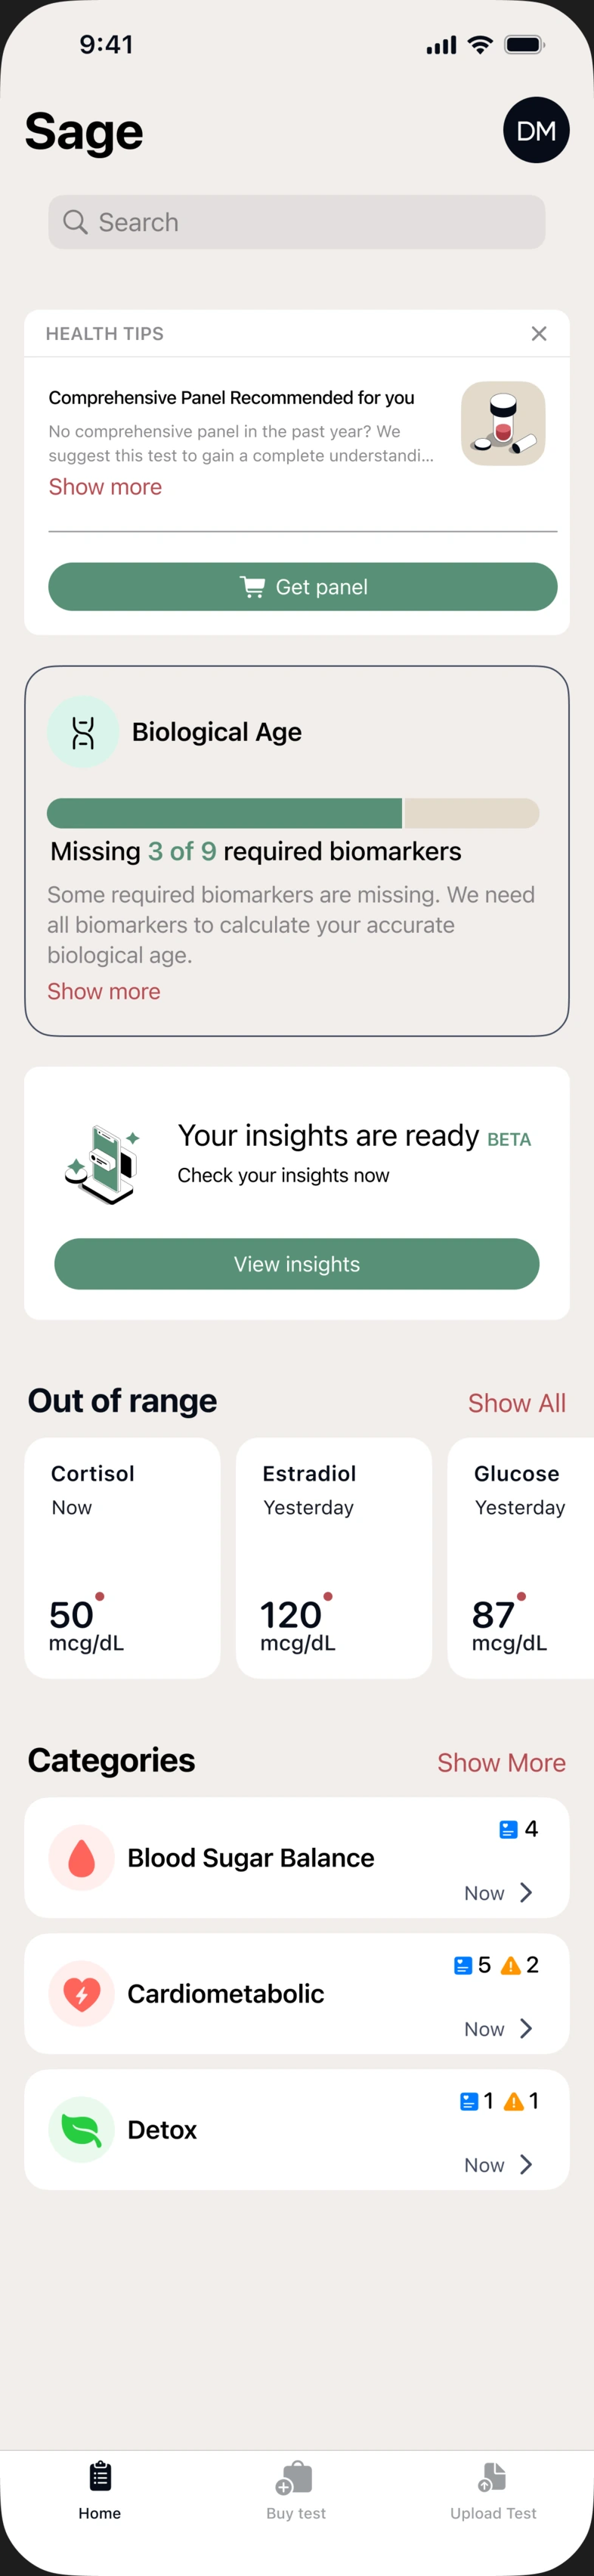 9:41
Sage
DM
Search
HEALTH TIPS
Comprehensive Panel Recommended for you
No comprehensive panel in the past year? We
suggest this test to gain a complete understandi...
Show more
Get panel
Biological Age
Missing 3 of 9 required biomarkers
Some required biomarkers are missing. We need
all biomarkers to calculate your accurate
biological age.
Show more
Your insights are ready BETA
Check your insights now
View insights
Out of range
Show All
Cortisol
Now
50
mcg/dL
Estradiol
Yesterday
120
mcg/dL
Glucose
Yesterday
87
mcg/dL
Categories
Show More
4
Blood Sugar Balance
Now
5 2
Cardiometabolic
Now
1 1
Detox
Now
Home
Buy test
Upload Test